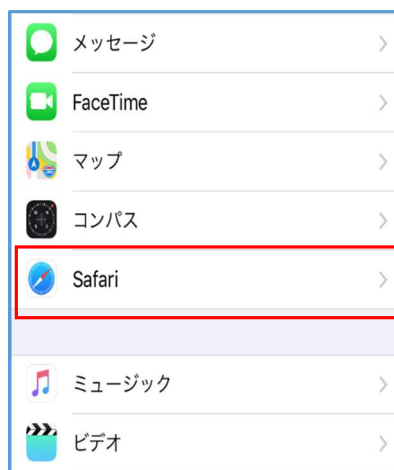 メッセージ
FaceTime
マップ
コンパス
Safari
ミュージック
ビデオ